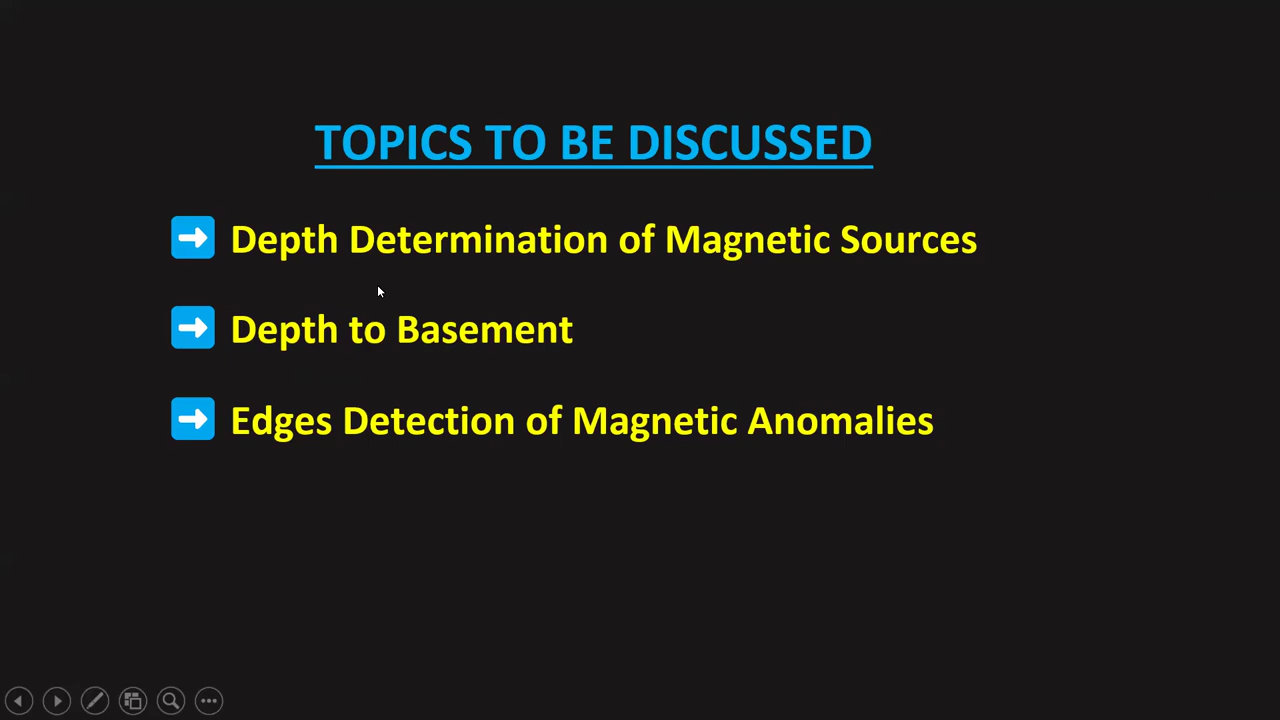 TOPICS TO BE DISCUSSED
Depth Determination of Magnetic Sources
Depth to Basement
Edges Detection of Magnetic Anomalies